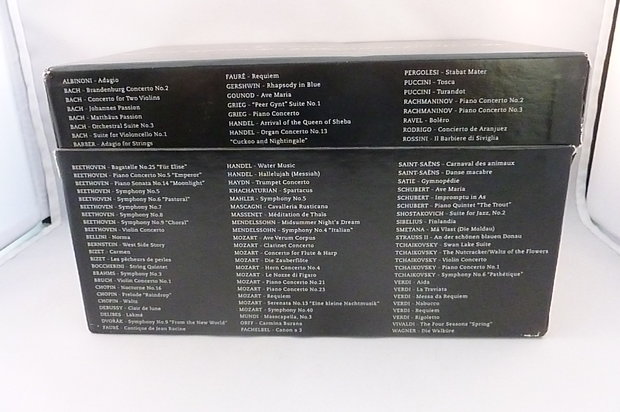 ALBINONI - Adagio
BACH - Brandenburg Concerto No.2
BACH - Concerto for Two Violins
BACH - Johannes Passion
BACH - Matthäus Passion
BACH - Orchestral Suite No.3
BACH - Suite for Violoncello No.1
BARBER - Adagio for Strings
FAURÉ - Requiem
GERSHWIN - Rhapsody in Blue
GOUNOD - Ave Maria
GRIEG - "Peer Gynt" Suite No.1
GRIEG - Piano Concerto
HANDEL - Arrival of the Queen of Sheba
HANDEL - Organ Concerto No.13
"Cuckoo and Nightingale"
PERGOLESI - Stabat Mater
PUCCINI - Tosca
PUCCINI - Turandot
RACHMANINOV - Piano Concerto No.2
RACHMANINOV - Piano Concerto No.3
RAVEL - Boléro
RODRIGO - Concierto de Aranjuez
ROSSINI - Il Barbiere di Siviglia
BEETHOVEN - Bagatelle No.25 "Für Elise"
BEETHOVEN - Piano Concerto No.5 "Emperor"
BEETHOVEN - Piano Sonata No.14 "Moonlight"
BEETHOVEN - Symphony No.5
BEETHOVEN - Symphony No.6 "Pastoral"
BEETHOVEN - Symphony No.7
BEETHOVEN - Symphony No.8
BEETHOVEN - Symphony No.9 "Choral"
BEETHOVEN - Violin Concerto
BELLINI - Norma
BERNSTEIN - West Side Story
BIZET - Carmen
BIZET - Les pêcheurs de perles
BOCCHERINI - String Quintet
BRAHMS - Symphony No.3
BRUCH - Violin Concerto No.1
CHOPIN - Nocturne No.16
CHOPIN - Prelude "Raindrop"
CHOPIN - Waltz
DEBUSSY - Clair de lune
DELIBES - Lakmé
DVOŘÁK - Symphony No.9 "From the New World"
FAURÉ - Cantique de Jean Racine
HANDEL - Water Music
HANDEL - Hallelujah (Messiah)
HAYDN - Trumpet Concerto
KHACHATURIAN - Spartacus
MAHLER - Symphony No.5
MASCAGNI - Cavalleria Rusticano
MASSENET - Méditation de Thaïs
MENDELSSOHN - Midsummer Night's Dream
MENDELSSOHN - Symphony No.4 "Italian"
MOZART - Ave Verum Corpus
MOZART - Clarinet Concerto
MOZART - Concerto for Flute & Harp
MOZART - Die Zauberflöte
MOZART - Horn Concerto No.4
MOZART - Le Nozze di Figaro
MOZART - Piano Concerto No.21
MOZART - Piano Concerto No.23
MOZART - Requiem
MOZART - Serenata No.13 "Eine kleine Nachtmusik"
MOZART - Symphony No.40
MUNDI - Messcapella, No.3
ORFF - Carmina Burana
PACHELBEL - Canon a 3
SAINT-SAËNS - Carnaval des animaux
SAINT-SAËNS - Danse macabre
SATIE - Gymnopédie
SCHUBERT - Ave Maria
SCHUBERT - Impromptu in As
SCHUBERT - Piano Quintet "The Trout"
SHOSTAKOVICH - Suite for Jazz, No.2
SIBELIUS - Finlandia
SMETANA - Má Vlast (Die Moldau)
STRAUSS II - An der schönen blauen Donau
TCHAIKOVSKY - Swan Lake Suite
TCHAIKOVSKY - The Nutcracker/Waltz of the Flowers
TCHAIKOVSKY - Violin Concerto
TCHAIKOVSKY - Piano Concerto No.1
TCHAIKOVSKY - Symphony No.6 "Pathétique"
VERDI - Aida
VERDI - La Traviata
VERDI - Messa da Requiem
VERDI - Nabucco
VERDI - Requiem
VERDI - Rigoletto
VIVALDI - The Four Seasons "Spring"
WAGNER - Die Walküre